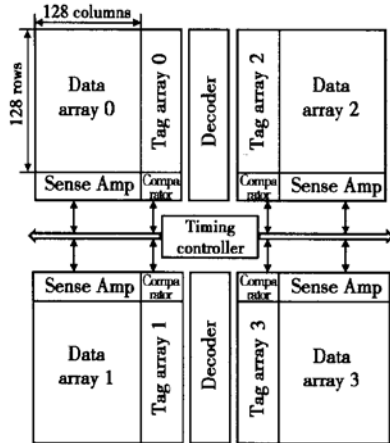 128 columns
128 rows
Data
array 0
Tag array 0
Decoder
Tag array 2
Data
array 2
Sense Amp
Compa
rator
Compa
rator
Sense Amp
Timing
controller
Sense Amp
Compa
rator
Compa
rator
Sense Amp
Data
array 1
Tag array 1
Decoder
Tag array 3
Data
array 3